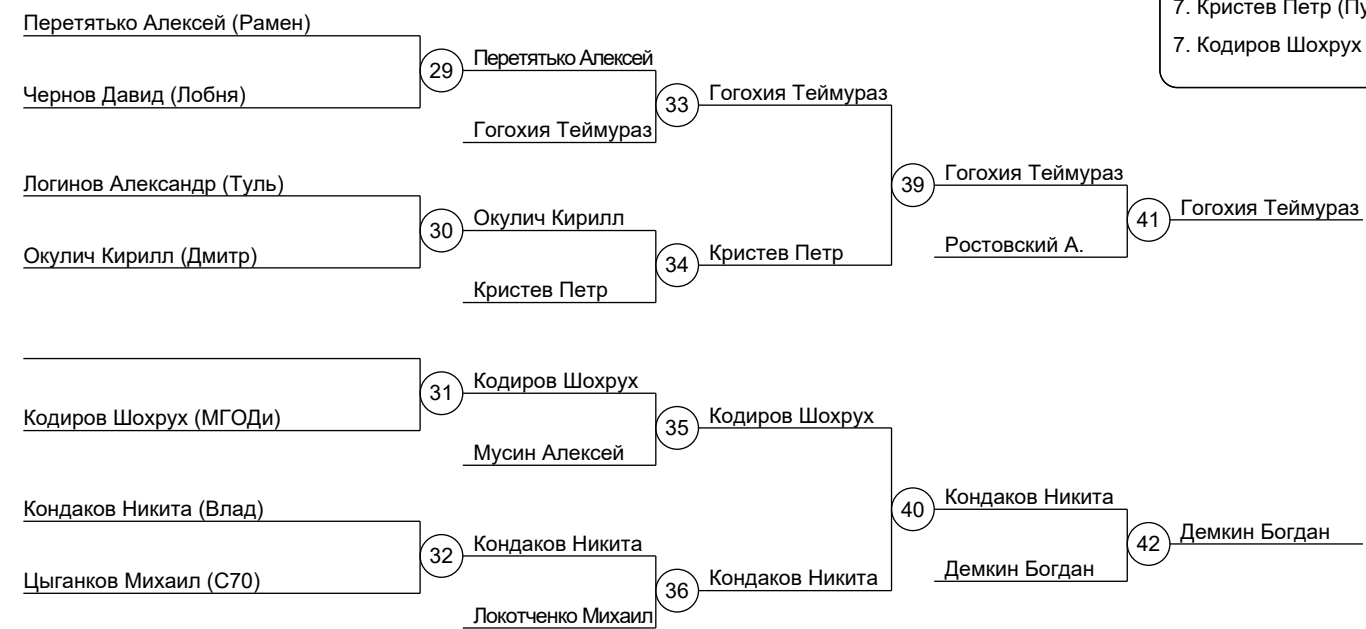 7. Кристев Петр (Пу
7. Кодиров Шохрух
Перетятько Алексей (Рамен)
29
Перетятько Алексей
Чернов Давид (Лобня)
33
Гогохия Теймураз
Гогохия Теймураз
Логинов Александр (Туль)
39
Гогохия Теймураз
30
Окулич Кирилл
41
Гогохия Теймураз
Окулич Кирилл (Дмитр)
34
Кристев Петр
Ростовский А.
Кристев Петр
31
Кодиров Шохрух
Кодиров Шохрух (МГОДи)
35
Кодиров Шохрух
Мусин Алексей
Кондаков Никита (Влад)
40
Кондаков Никита
32
Кондаков Никита
42
Демкин Богдан
Цыганков Михаил (С70)
36
Кондаков Никита
Демкин Богдан
Локотченко Михаил